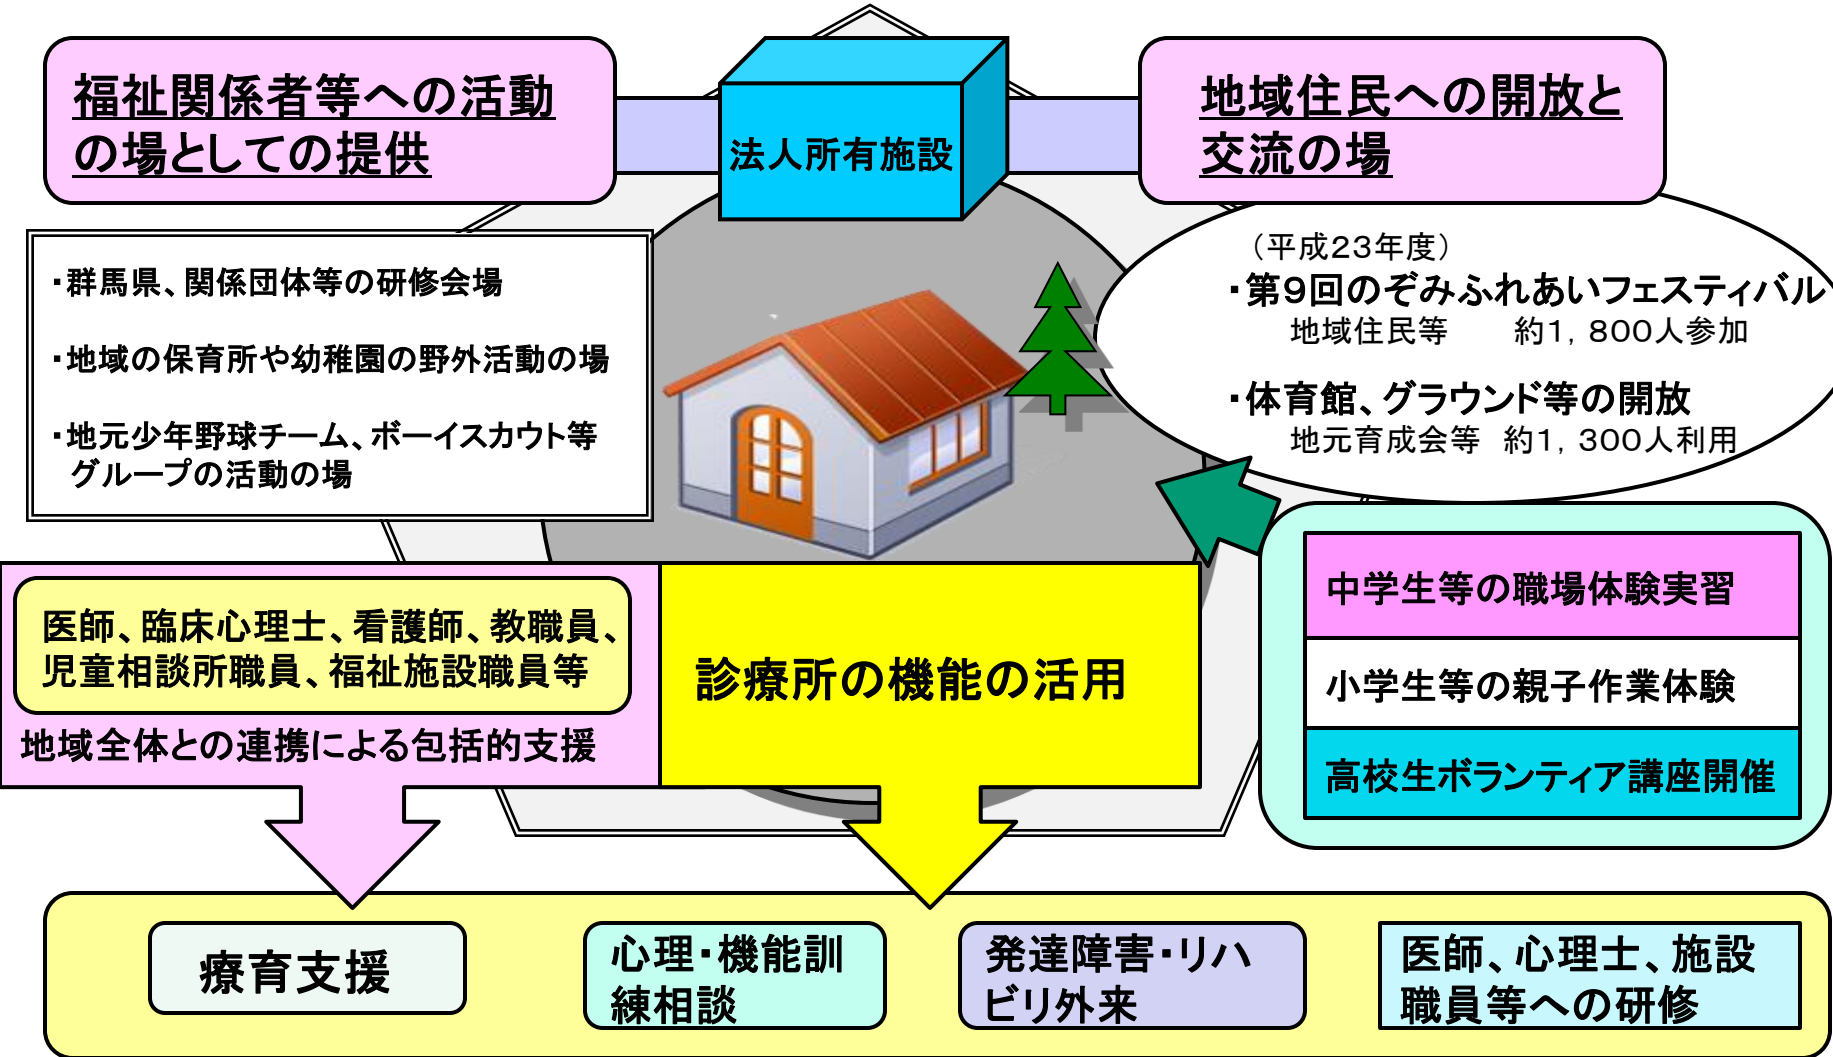 福祉関係者等への活動
の場としての提供
法人所有施設
地域住民への開放と
交流の場
・群馬県、関係団体等の研修会場
・地域の保育所や幼稚園の野外活動の場
・地元少年野球チーム、ボーイスカウト等
グループの活動の場
（平成２３年度）
・第９回のぞみふれあいフェスティバル
地域住民等　　約１，８００人参加
・体育館、グラウンド等の開放
地元育成会等　約１，３００人利用
医師、臨床心理士、看護師、教職員、
児童相談所職員、福祉施設職員等
地域全体との連携による包括的支援
診療所の機能の活用
中学生等の職場体験実習
小学生等の親子作業体験
高校生ボランティア講座開催
療育支援
心理・機能訓
練相談
発達障害・リハ
ビリ外来
医師、心理士、施設
職員等への研修